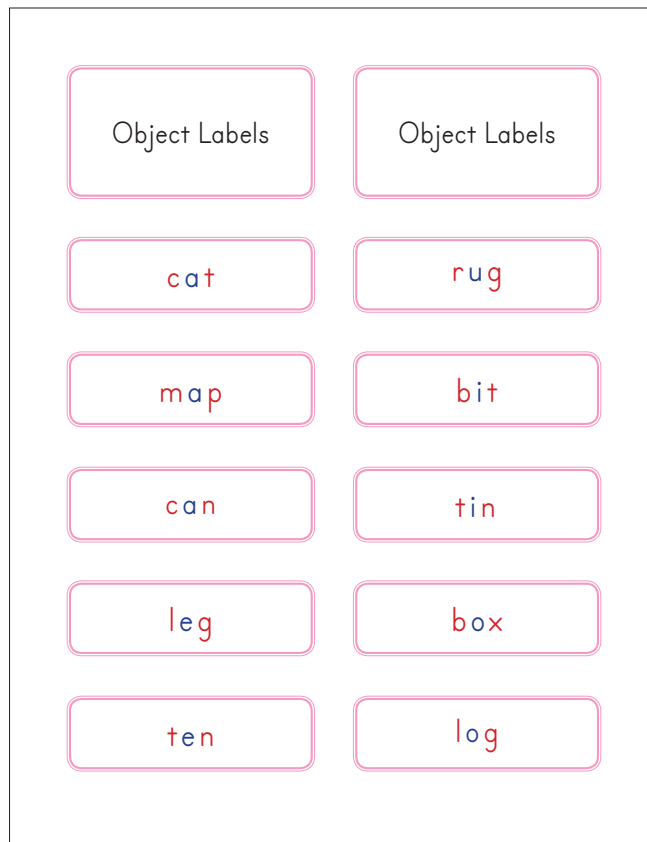 Object Labels
Object Labels
cat
rug
map
bit
can
tin
leg
box
ten
log